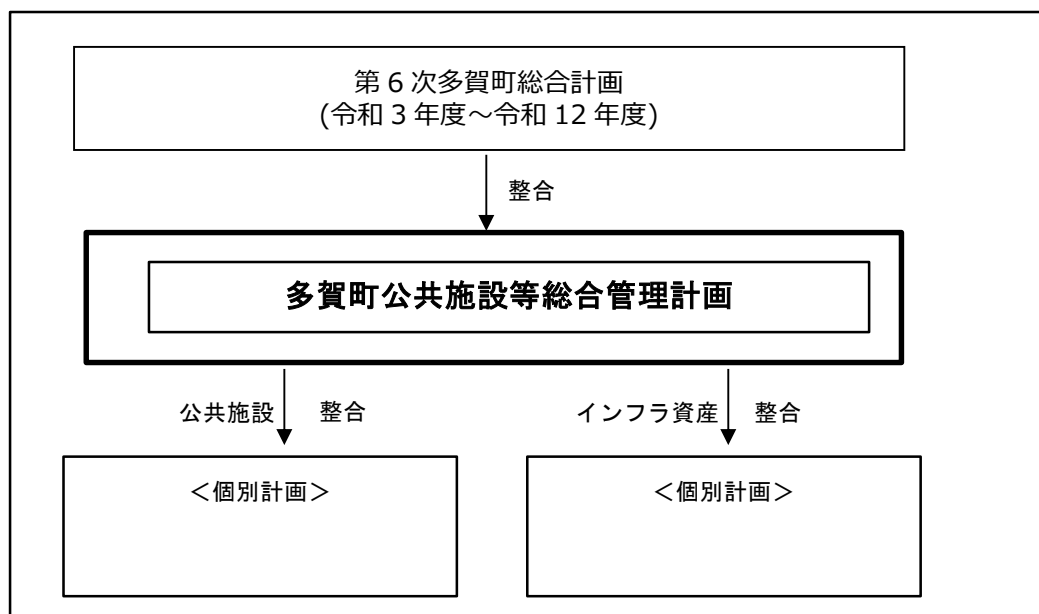 第6次多賀町総合計画
(令和3年度～令和12年度)
整合
多賀町公共施設等総合管理計画
公共施設 整合
インフラ資産 整合
＜個別計画＞
＜個別計画＞